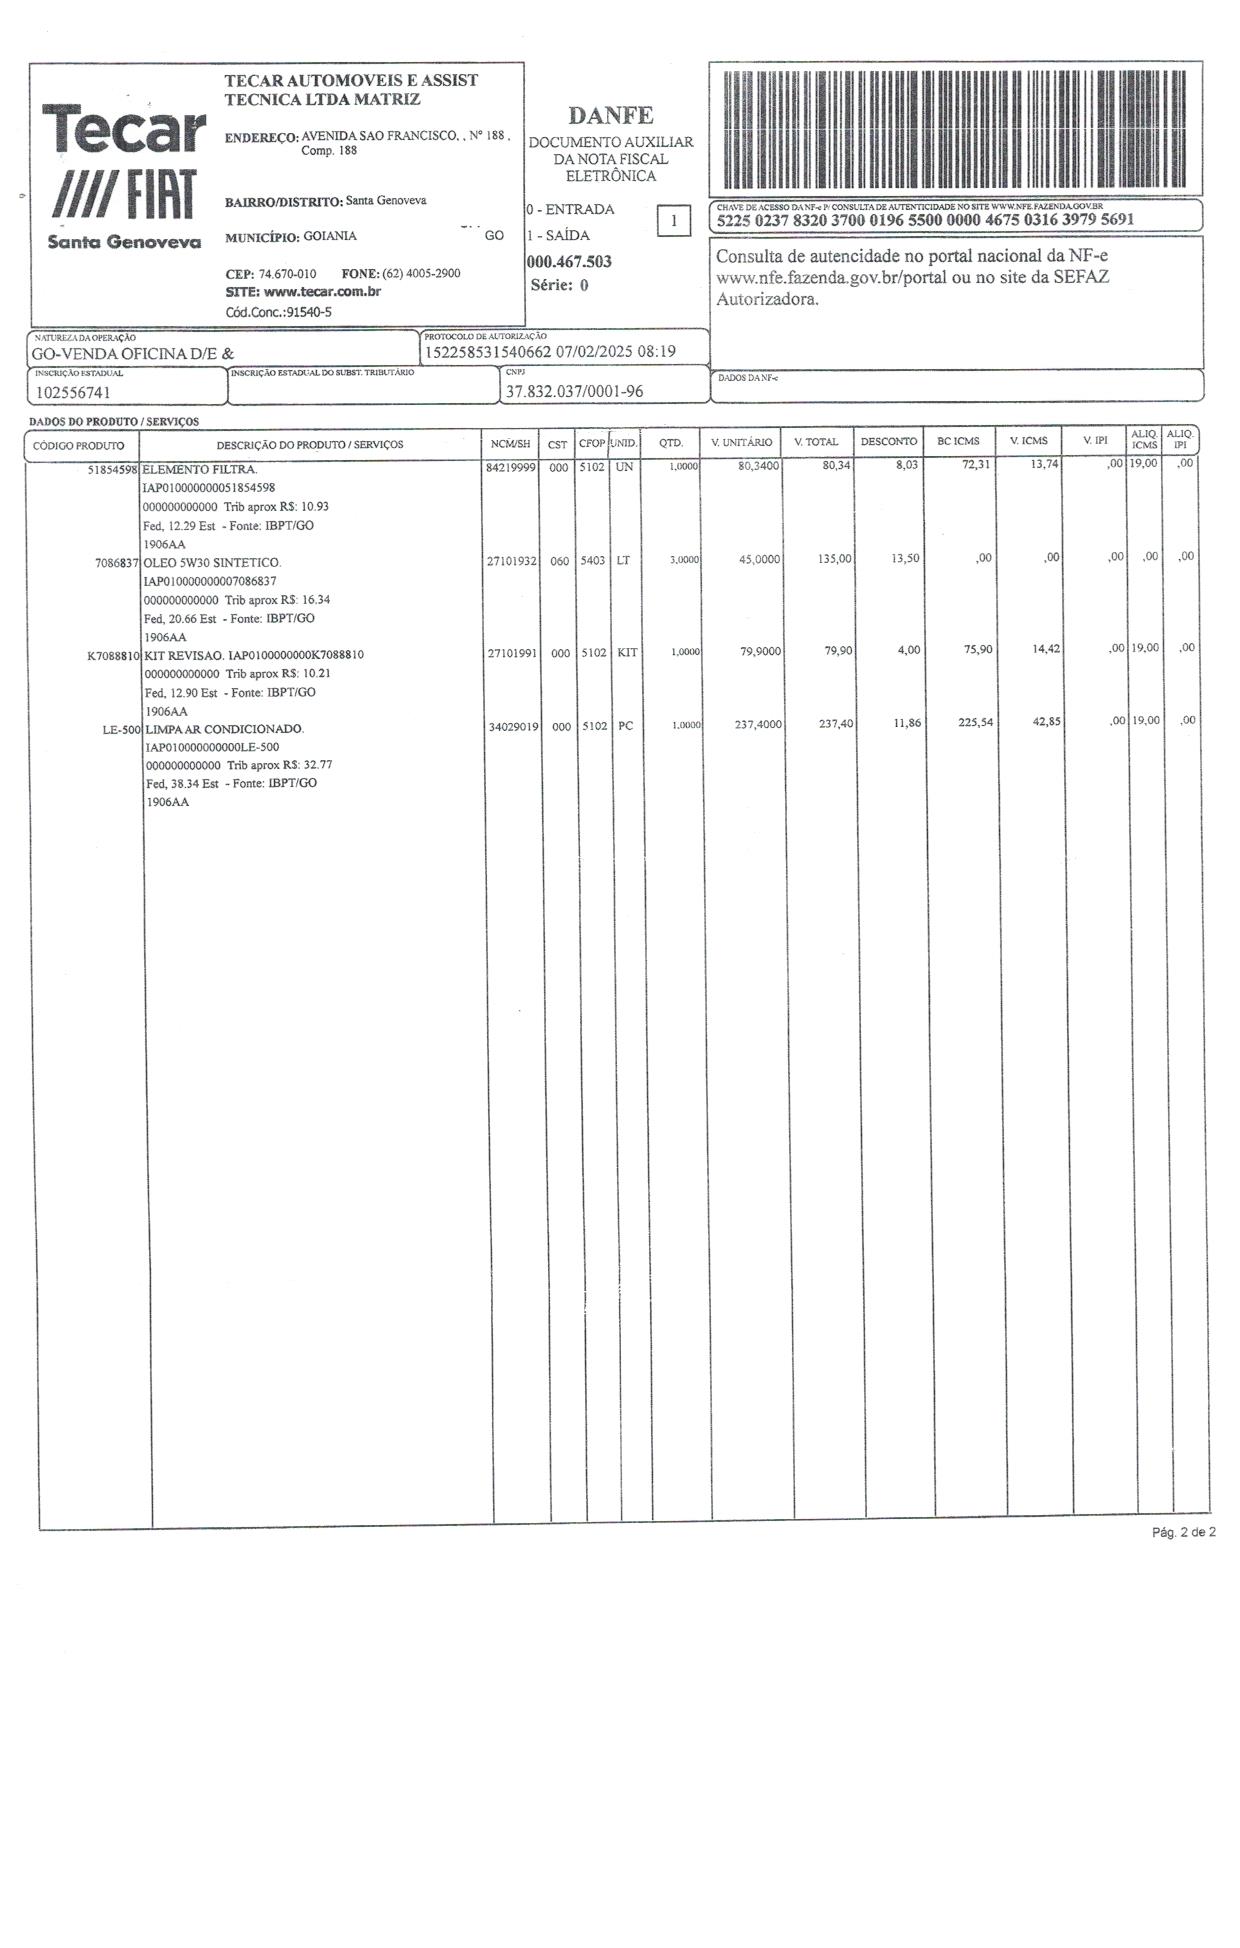 Tecar
FIAT
Santa Genoveva
TECAR AUTOMOVEIS E ASSIST
TECNICA LTDA MATRIZ
ENDEREÇO: AVENIDA SAO FRANCISCO, , Nº 188 ,
Comp. 188
BAIRRO/DISTRITO: Santa Genoveva
MUNICÍPIO: GOIANIA GO
CEP: 74.670-010 FONE: (62) 4005-2900
SITE: www.tecar.com.br
Cód.Conc.:91540-5
DANFE
DOCUMENTO AUXILIAR
DA NOTA FISCAL
ELETRÔNICA
0 - ENTRADA
1 - SAÍDA
1
000.467.503
Série: 0
CHAVE DE ACESSO DA NF-e P/ CONSULTA DE AUTENTICIDADE NO SITE WWW.NFE.FAZENDA.GOV.BR
5225 0237 8320 3700 0196 5500 0000 4675 0316 3979 5691
Consulta de autencidade no portal nacional da NF-e
www.nfe.fazenda.gov.br/portal ou no site da SEFAZ
Autorizadora.
NATUREZA DA OPERAÇÃO
GO-VENDA OFICINA D/E &
PROTOCOLO DE AUTORIZAÇÃO
152258531540662 07/02/2025 08:19
INSCRIÇÃO ESTADUAL
102556741
INSCRIÇÃO ESTADUAL DO SUBST. TRIBUTÁRIO
CNPJ
37.832.037/0001-96
DADOS DA NF-e
DADOS DO PRODUTO / SERVIÇOS
CÓDIGO PRODUTO DESCRIÇÃO DO PRODUTO / SERVIÇOS NCM/SH CST CFOP UNID. QTD. V. UNITÁRIO V. TOTAL DESCONTO BC ICMS V. ICMS V. IPI ALIQ. ICMS ALIQ. IPI
51854598 ELEMENTO FILTRA. 84219999 000 5102 UN 1,0000 80,3400 80,34 8,03 72,31 13,74 ,00 19,00 ,00
IAP010000000051854598
000000000000 Trib aprox R$: 10.93
Fed, 12.29 Est - Fonte: IBPT/GO
1906AA
7086837 OLEO 5W30 SINTETICO. 27101932 060 5403 LT 3,0000 45,0000 135,00 13,50 ,00 ,00 ,00 ,00 ,00
IAP010000000007086837
000000000000 Trib aprox R$: 16.34
Fed, 20.66 Est - Fonte: IBPT/GO
1906AA
K7088810 KIT REVISAO. IAP0100000000K7088810 27101991 000 5102 KIT 1,0000 79,9000 79,90 4,00 75,90 14,42 ,00 19,00 ,00
000000000000 Trib aprox R$: 10.21
Fed, 12.90 Est - Fonte: IBPT/GO
1906AA
LE-500 LIMPA AR CONDICIONADO. 34029019 000 5102 PC 1,0000 237,4000 237,40 11,86 225,54 42,85 ,00 19,00 ,00
IAP010000000000LE-500
000000000000 Trib aprox R$: 32.77
Fed, 38.34 Est - Fonte: IBPT/GO
1906AA
Pág. 2 de 2